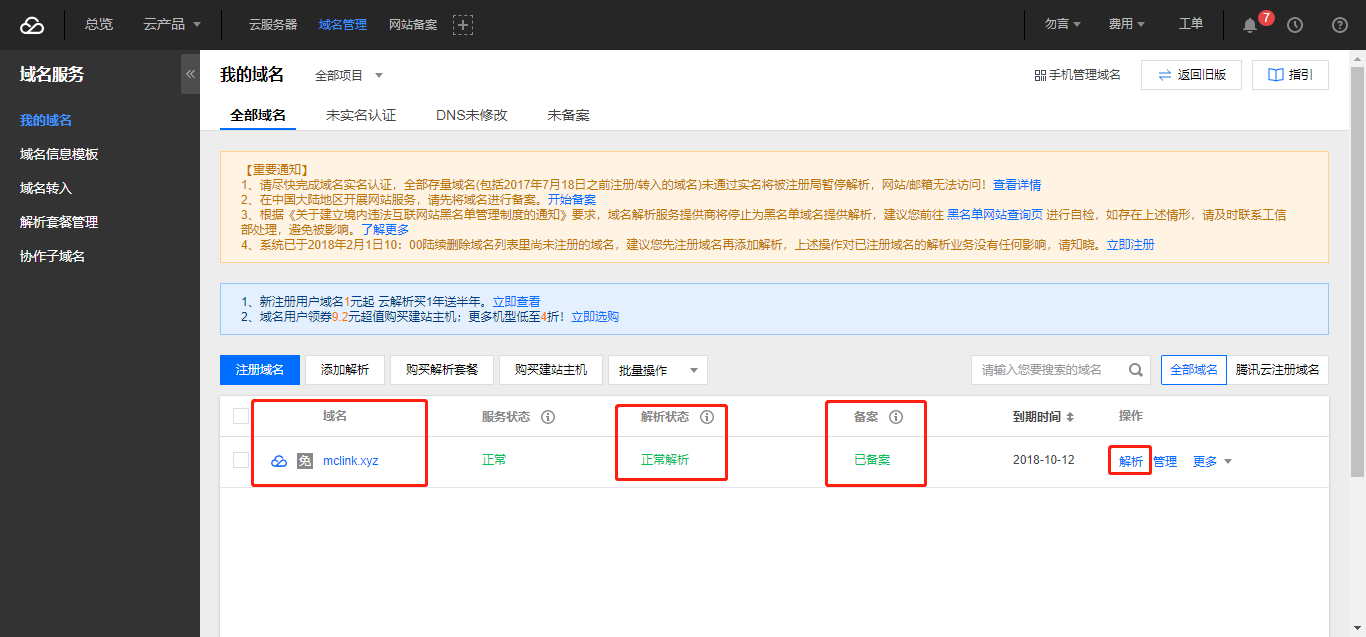 总览 云产品 云服务器 域名管理 网站备案 勿言 费用 工单 7
域名服务
我的域名
域名信息模板
域名转入
解析套餐管理
协作子域名
我的域名 全部项目 手机管理域名 返回旧版 指引
全部域名 未实名认证 DNS未修改 未备案
【重要通知】
1、请尽快完成域名实名认证，全部存量域名(包括2017年7月18日之前注册/转入的域名)未通过实名将被注册局暂停解析，网站/邮箱无法访问！查看详情
2、在中国大陆地区开展网站服务，请先将域名进行备案。开始备案
3、根据《关于建立境内违法互联网站黑名单管理制度的通知》要求，域名解析服务提供商将停止为黑名单域名提供解析，建议您前往 黑名单网站查询页 进行自检，如存在上述情形，请及时联系工信
部处理，避免被影响。了解更多
4、系统已于2018年2月1日10：00陆续删除域名列表里尚未注册的域名，建议您先注册域名再添加解析，上述操作对已注册域名的解析业务没有任何影响，请知晓。立即注册
1、新注册用户域名1元起 云解析买1年送半年。立即查看
2、域名用户领券9.2元超值购买建站主机；更多机型低至4折！立即选购
注册域名 添加解析 购买解析套餐 购买建站主机 批量操作 请输入您要搜索的域名 全部域名 腾讯云注册域名
域名 服务状态 解析状态 备案 到期时间 操作
免 mclink.xyz 正常 正常解析 已备案 2018-10-12 解析 管理 更多